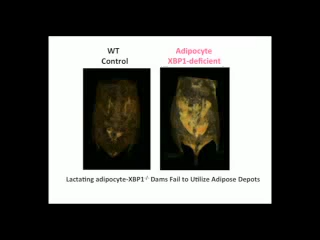 WT
Control
Adipocyte
XBP1-deficient
Lactating adipocyte-XBP1-/- Dams Fail to Utilize Adipose Depots